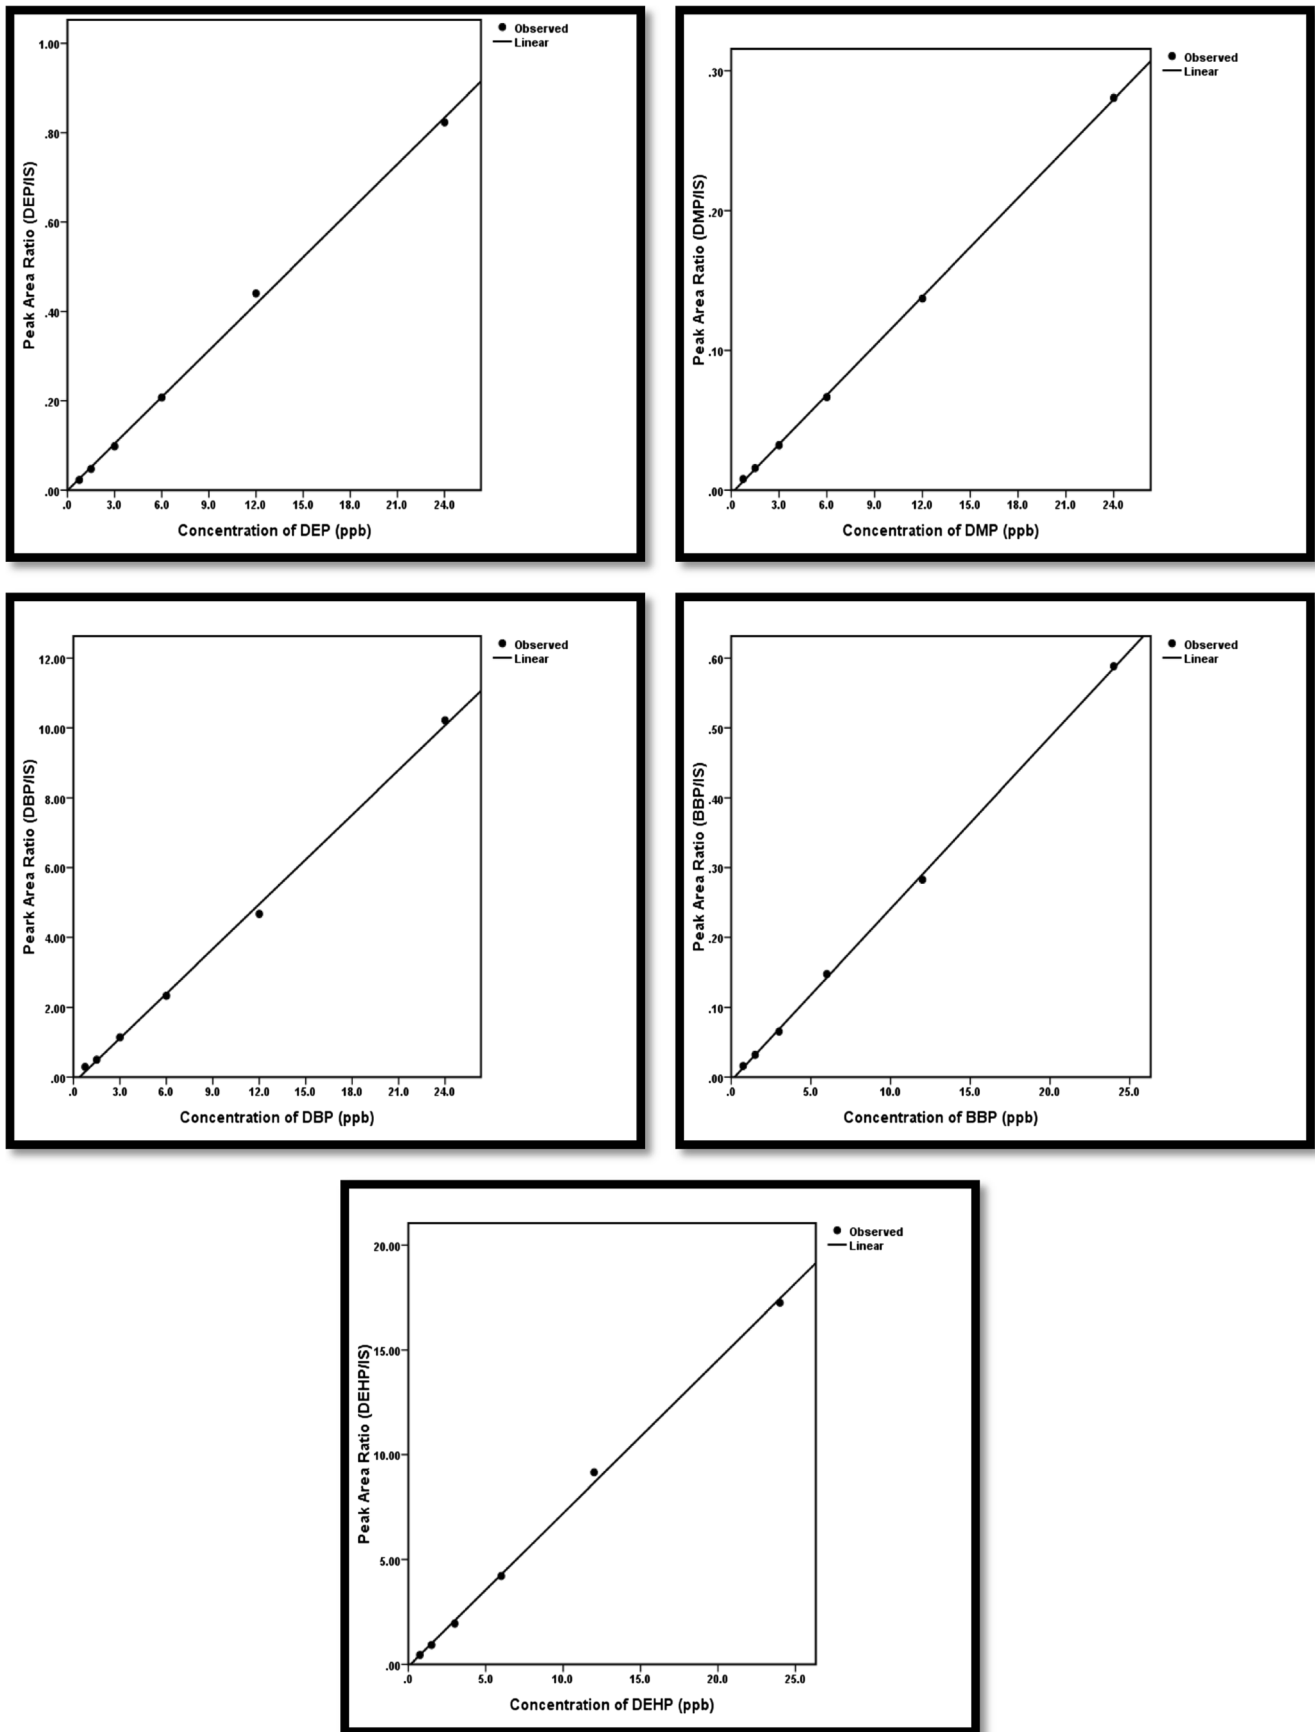 Observed
Linear
1.00
.80
.60
.40
.20
.00
.0 3.0 6.0 9.0 12.0 15.0 18.0 21.0 24.0
Peak Area Ratio (DEP/IS)
Concentration of DEP (ppb)
Observed
Linear
.30
.20
.10
.00
.0 3.0 6.0 9.0 12.0 15.0 18.0 21.0 24.0
Peak Area Ratio (DMP/IS)
Concentration of DMP (ppb)
Observed
Linear
12.00
10.00
8.00
6.00
4.00
2.00
.00
.0 3.0 6.0 9.0 12.0 15.0 18.0 21.0 24.0
Peark Area Ratio (DBP/IS)
Concentration of DBP (ppb)
Observed
Linear
.60
.50
.40
.30
.20
.10
.00
.0 5.0 10.0 15.0 20.0 25.0
Peak Area Ratio (BBP/IS)
Concentration of BBP (ppb)
Observed
Linear
20.00
15.00
10.00
5.00
.00
.0 5.0 10.0 15.0 20.0 25.0
Peak Area Ratio (DEHP/IS)
Concentration of DEHP (ppb)